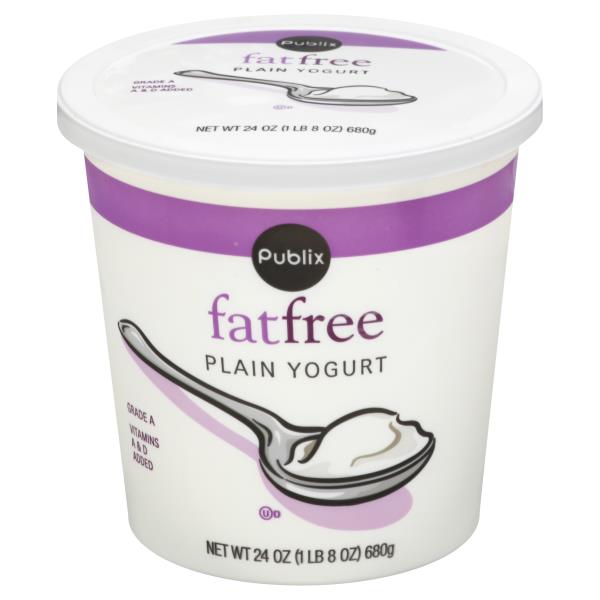 Publix
fatfree
PLAIN YOGURT
GRADE A
VITAMINS
A & D ADDED
U D
NET WT 24 OZ (1 LB 8 OZ) 680g
Publix
fatfree
PLAIN YOGURT
GRADE A
VITAMINS
A & D
ADDED
U D
NET WT 24 OZ (1 LB 8 OZ) 680g